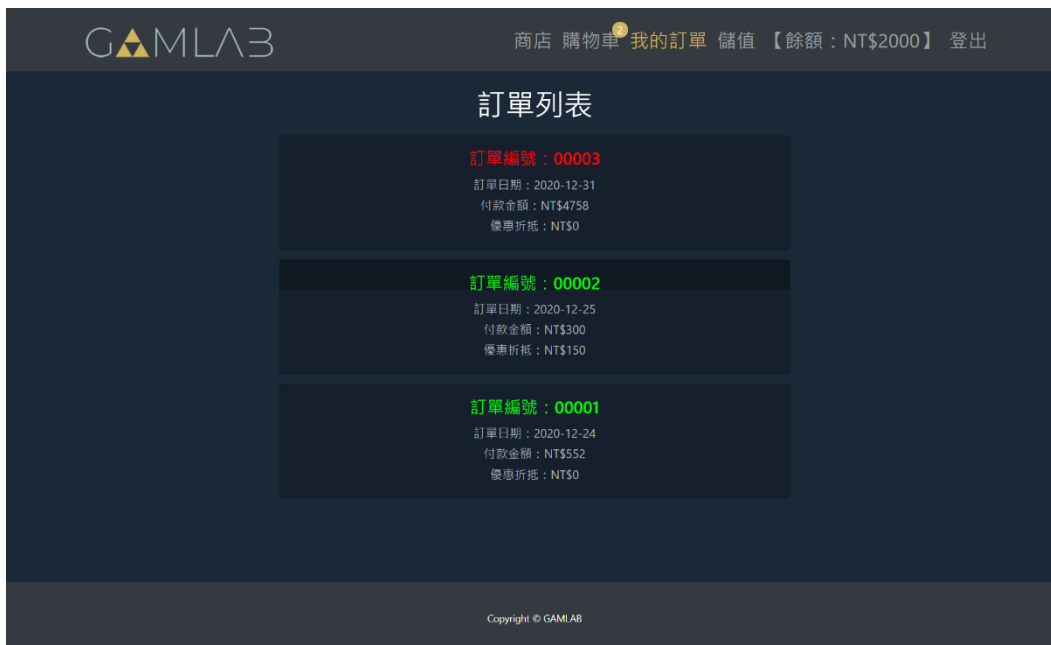 GAMLAB
商店 購物車 2 我的訂單 儲值 【餘額：NT$2000】 登出
訂單列表
訂單編號：00003
訂單日期：2020-12-31
付款金額：NT$4758
優惠折抵：NT$0
訂單編號：00002
訂單日期：2020-12-25
付款金額：NT$300
優惠折抵：NT$150
訂單編號：00001
訂單日期：2020-12-24
付款金額：NT$552
優惠折抵：NT$0
Copyright © GAMLAB